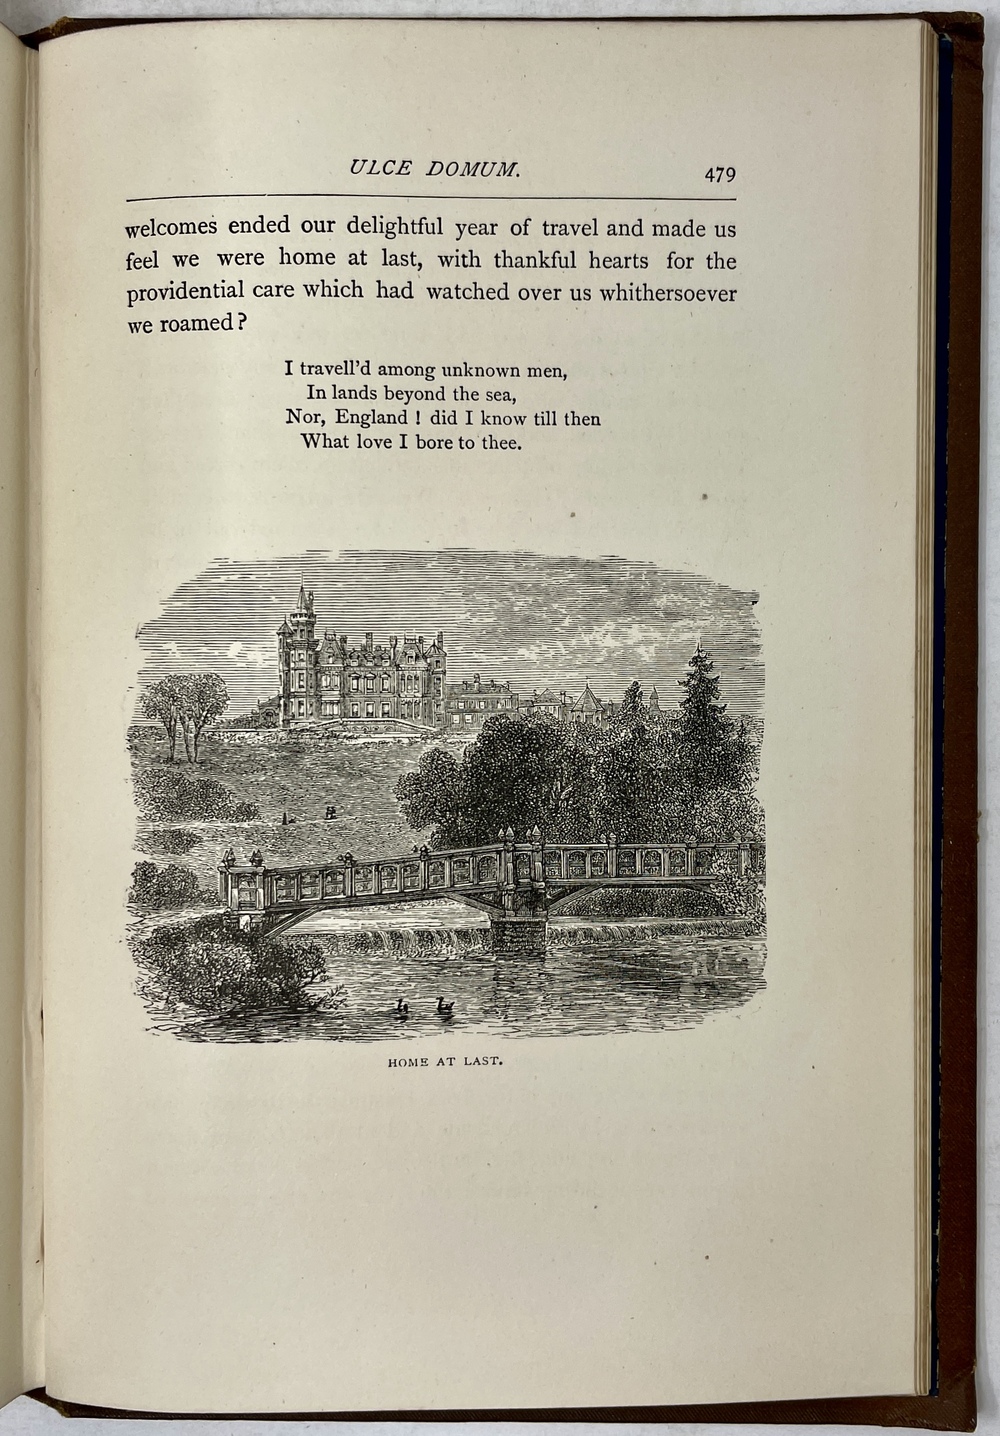 ULCE DOMUM.
479
welcomes ended our delightful year of travel and made us
feel we were home at last, with thankful hearts for the
providential care which had watched over us whithersoever
we roamed?
I travell'd among unknown men,
In lands beyond the sea,
Nor, England! did I know till then
What love I bore to thee.
HOME AT LAST.